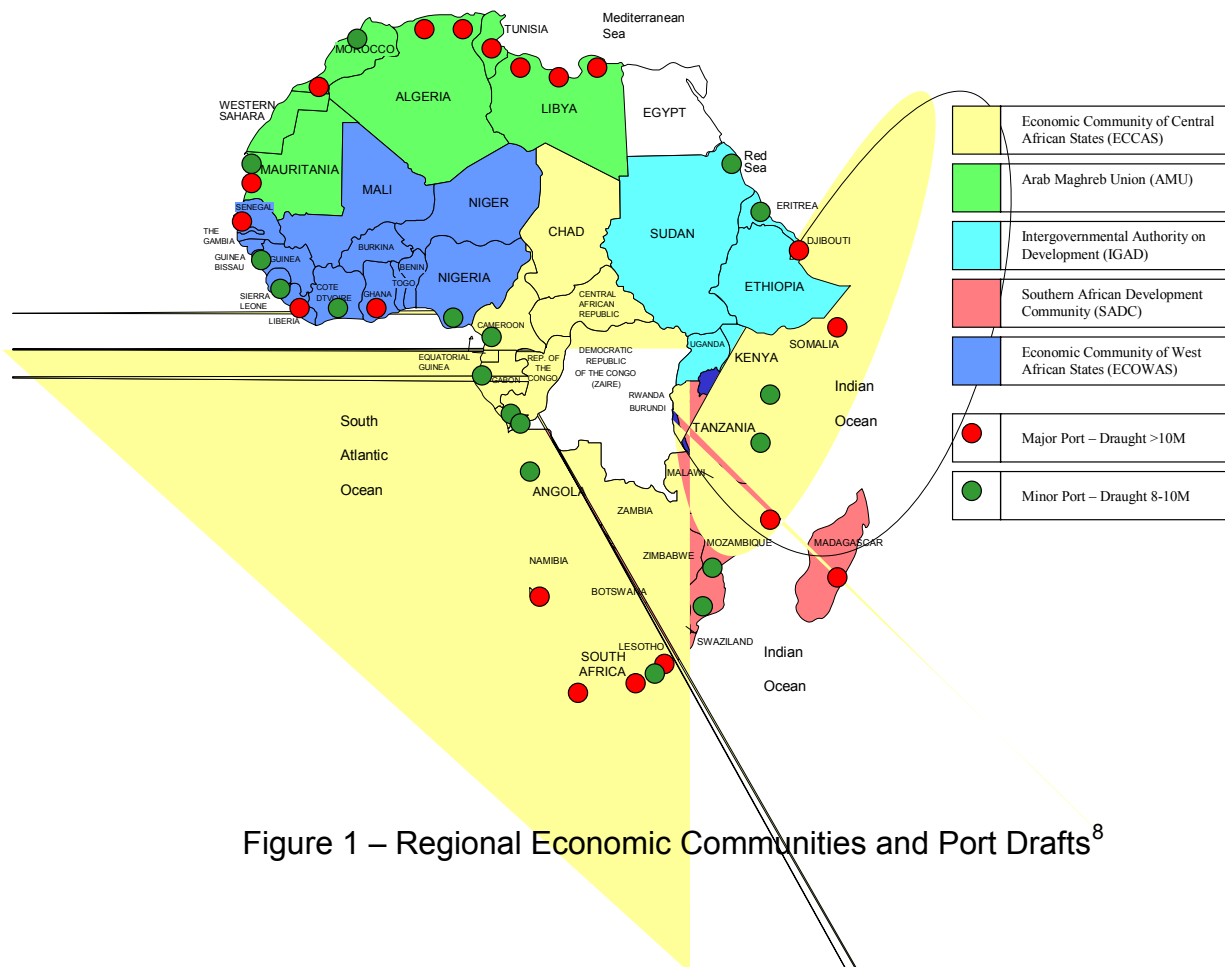 Mediterranean
Sea
TUNISIA
MOROCCO
ALGERIA
LIBYA
EGYPT
WESTERN
SAHARA
MAURITANIA
MALI
NIGER
CHAD
SUDAN
Red
Sea
ERITREA
DJIBOUTI
ETHIOPIA
SOMALIA
SENEGAL
THE
GAMBIA
GUINEA
BISSAU
GUINEA
SIERRA
LEONE
LIBERIA
COTE
DTVOIRE
BURKINA
GHANA
TOGO
BENIN
NIGERIA
CAMEROON
CENTRAL
AFRICAN
REPUBLIC
EQUATORIAL
GUINEA
GABON
REP. OF
THE
CONGO
DEMOCRATIC
REPUBLIC
OF THE CONGO
(ZAIRE)
UGANDA
KENYA
RWANDA
BURUNDI
TANZANIA
Indian
Ocean
South
Atlantic
Ocean
ANGOLA
ZAMBIA
MALAWI
MOZAMBIQUE
MADAGASCAR
ZIMBABWE
NAMIBIA
BOTSWANA
SWAZILAND
LESOTHO
SOUTH
AFRICA
Indian
Ocean
Economic Community of Central
African States (ECCAS)
Arab Maghreb Union (AMU)
Intergovernmental Authority on
Development (IGAD)
Southern African Development
Community (SADC)
Economic Community of West
African States (ECOWAS)
Major Port – Draught >10M
Minor Port – Draught 8-10M
Figure 1 – Regional Economic Communities and Port Drafts8